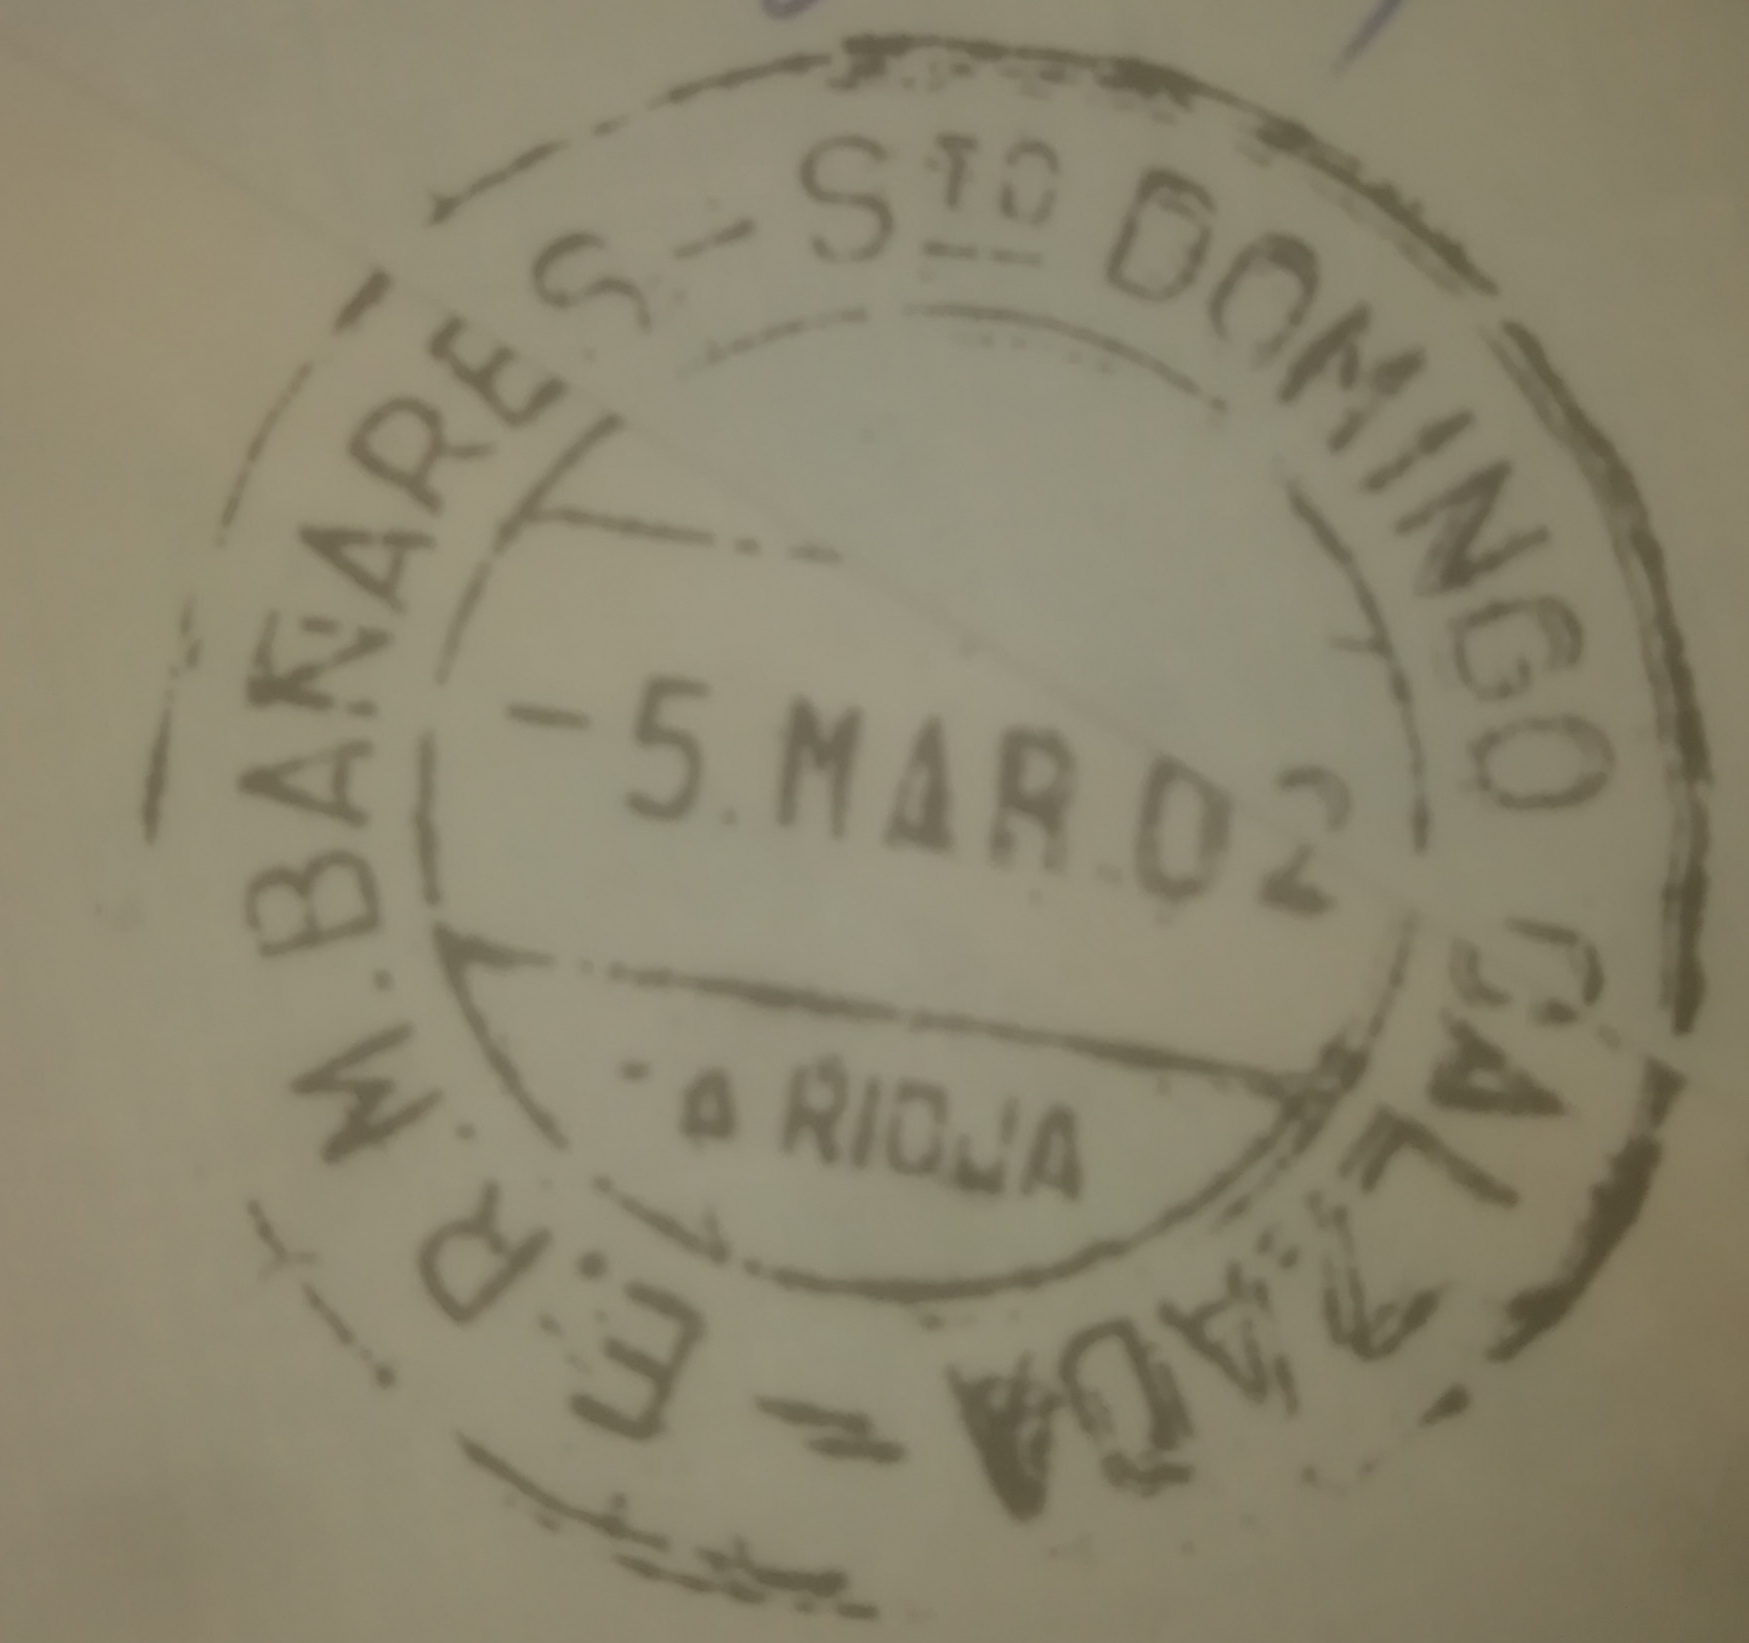 E.R.M.BAÑARES - Sᵀᴼ DOMINGO CALZADA -
-5.MAR.02
A RIOJA